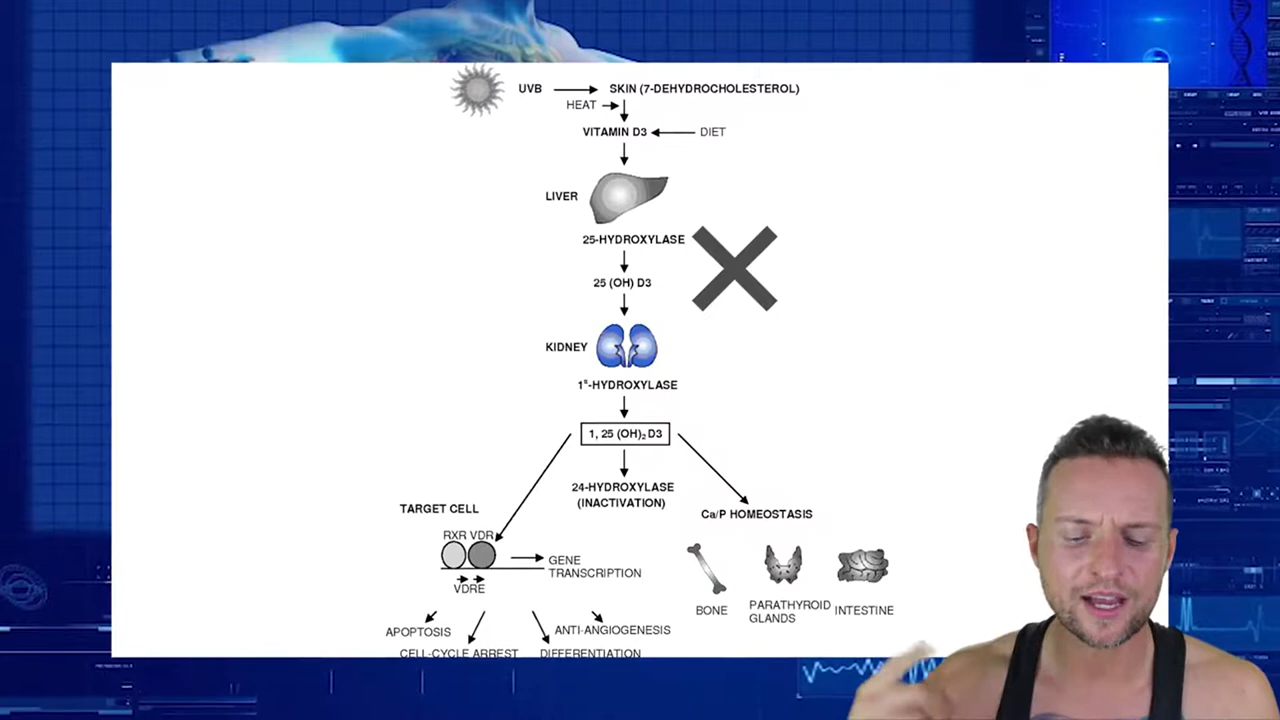 UVB
SKIN (7-DEHYDROCHOLESTEROL)
HEAT
VITAMIN D3
DIET
LIVER
25-HYDROXYLASE
25 (OH) D3
KIDNEY
1ª-HYDROXYLASE
1, 25 (OH)₂ D3
24-HYDROXYLASE
(INACTIVATION)
TARGET CELL
Ca/P HOMEOSTASIS
RXR VDR
GENE
TRANSCRIPTION
VDRE
BONE
PARATHYROID
GLANDS
INTESTINE
APOPTOSIS
ANTI-ANGIOGENESIS
CELL-CYCLE ARREST
DIFFERENTIATION